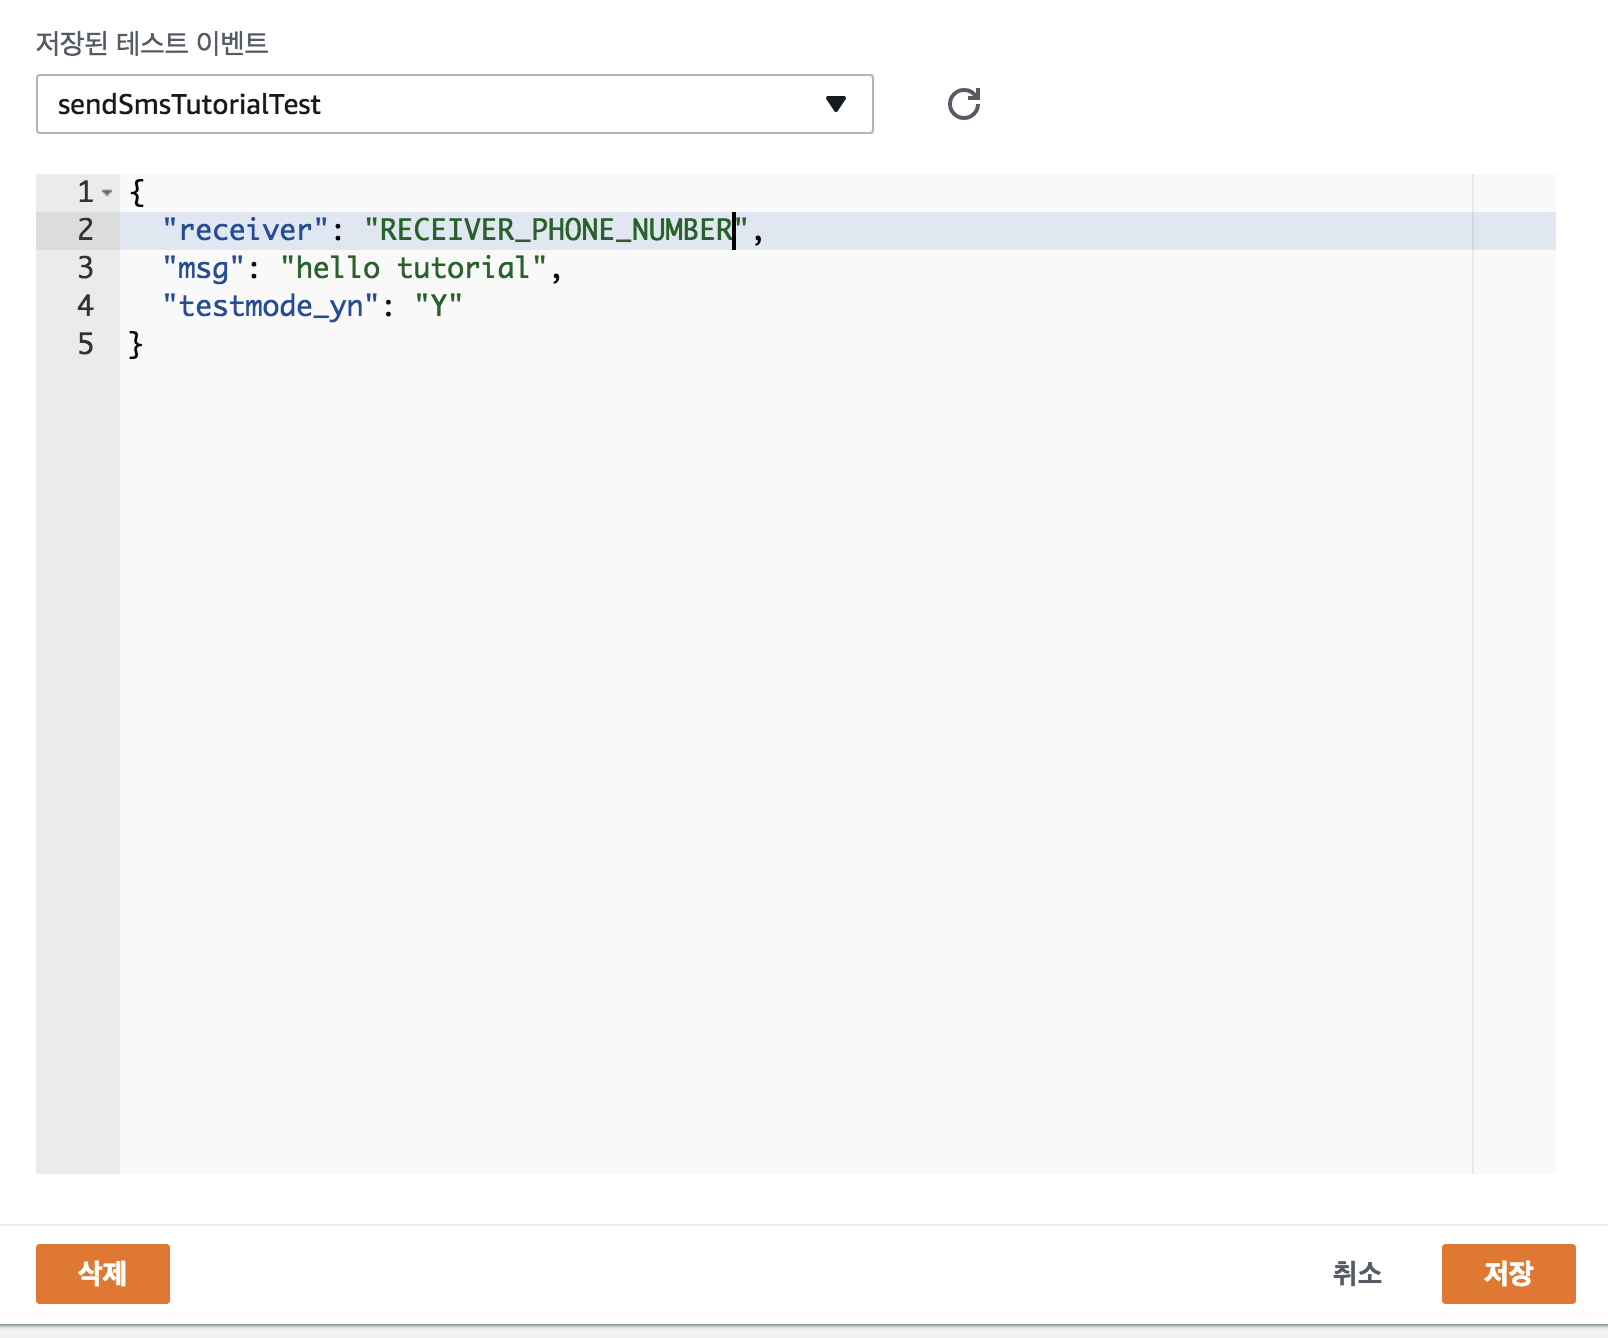 저장된 테스트 이벤트
sendSmsTutorialTest
1 {
2 "receiver": "RECEIVER_PHONE_NUMBER",
3 "msg": "hello tutorial",
4 "testmode_yn": "Y"
5 }
삭제 취소 저장